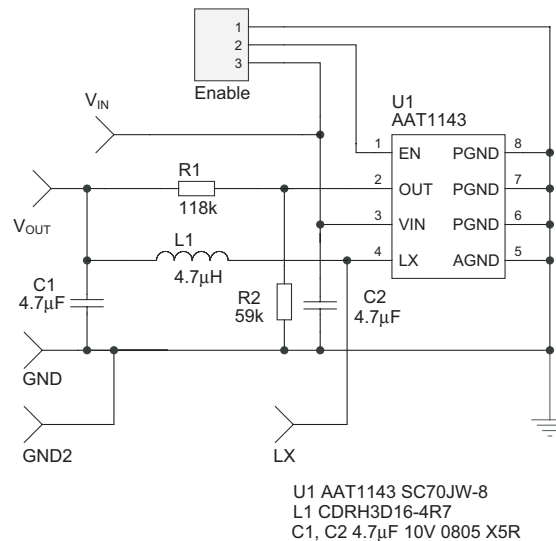 1
2
3
Enable
V_IN
U1
AAT1143
R1
118k
1 EN PGND 8
2 OUT PGND 7
3 VIN PGND 6
4 LX AGND 5
V_OUT
L1
4.7μH
C1
4.7μF
R2
59k
C2
4.7μF
GND
GND2
LX
U1 AAT1143 SC70JW-8
L1 CDRH3D16-4R7
C1, C2 4.7μF 10V 0805 X5R